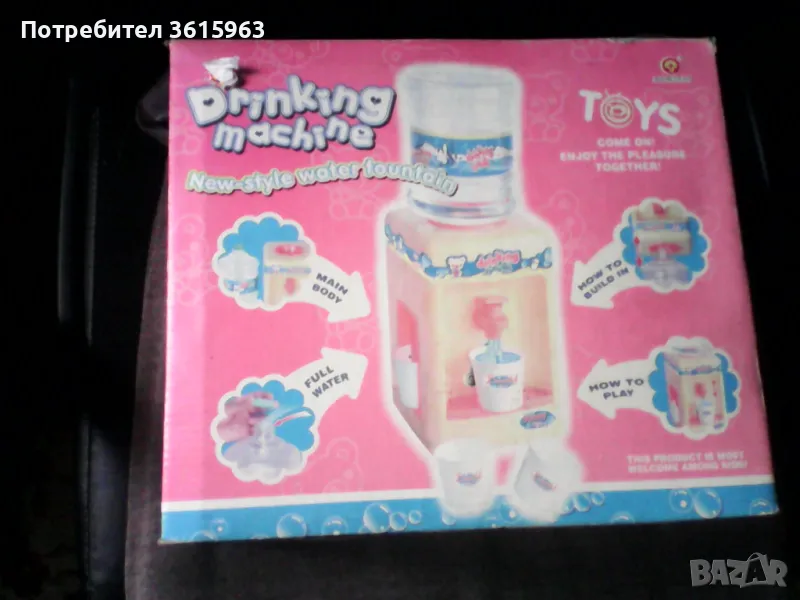 Потребител 3615963
Drinking
machine
New-style water fountain
TOYS
COME ON!
ENJOY THE PLEASURE
TOGETHER!
drinking
MAIN
BODY
HOW TO
BUILD IN
FULL
WATER
HOW TO
PLAY
THIS PRODUCT IS MOST
WELCOME AMONG KIDS!
BAZAR